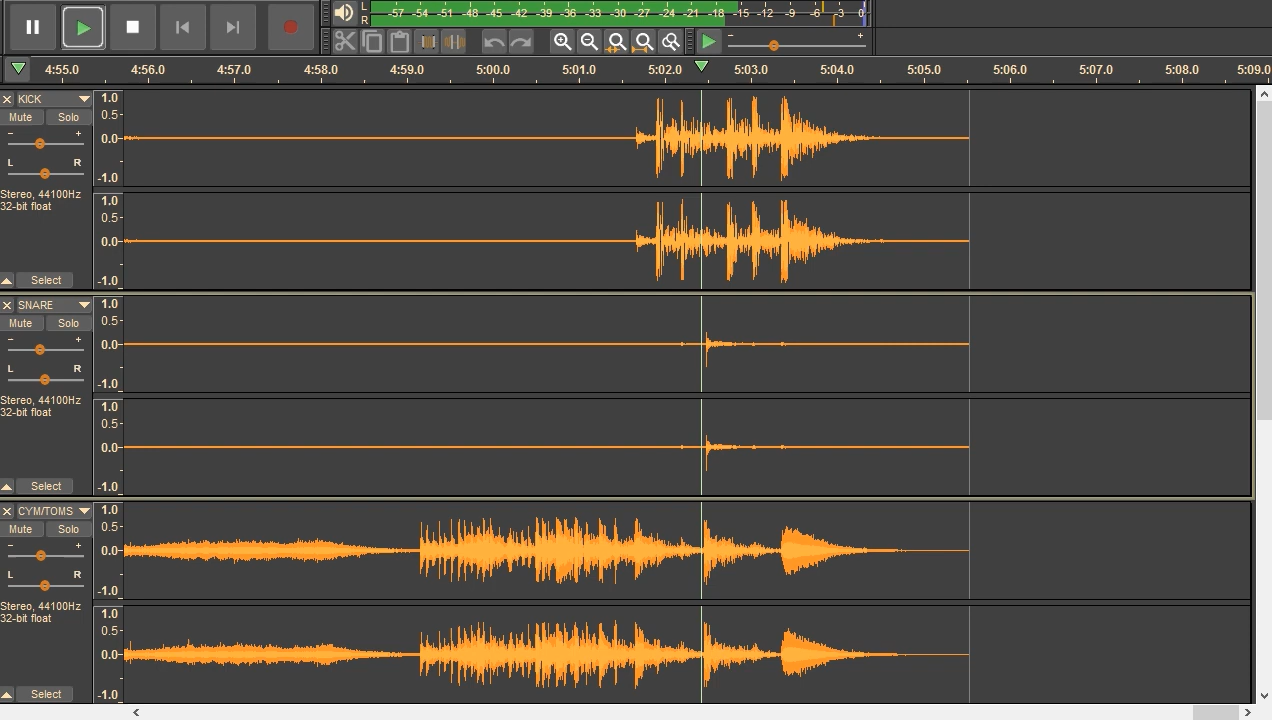 L -57 -54 -51 -48 -45 -42 -39 -36 -33 -30 -27 -24 -21 -18 -15 -12 -9 -6 -3 0
R
- +
4:55.0 4:56.0 4:57.0 4:58.0 4:59.0 5:00.0 5:01.0 5:02.0 5:03.0 5:04.0 5:05.0 5:06.0 5:07.0 5:08.0 5:09.0
KICK 1.0
Mute Solo 0.5
- + 0.0
L R
-1.0
Stereo, 44100Hz 1.0
32-bit float 0.5
0.0
Select -1.0
SNARE 1.0
Mute Solo 0.5
- + 0.0
L R
-1.0
Stereo, 44100Hz 1.0
32-bit float 0.5
0.0
Select -1.0
CYM/TOMS 1.0
Mute Solo 0.5
- + 0.0
L R
-1.0
Stereo, 44100Hz 1.0
32-bit float 0.5
0.0
Select -1.0